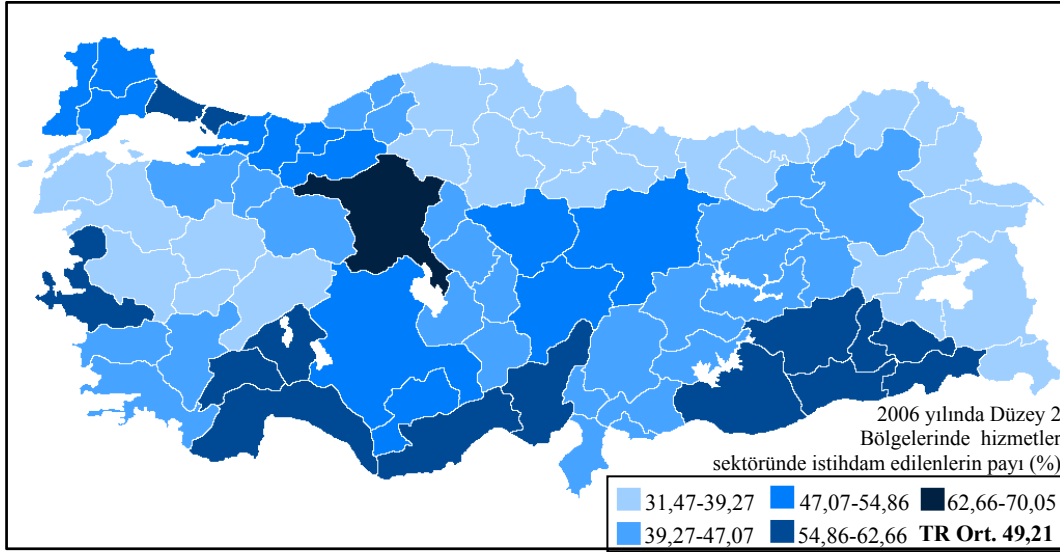 2006 yılında Düzey 2
Bölgelerinde hizmetler
sektöründe istihdam edilenlerin payı (%)
31,47-39,27 47,07-54,86 62,66-70,05
39,27-47,07 54,86-62,66 TR Ort. 49,21